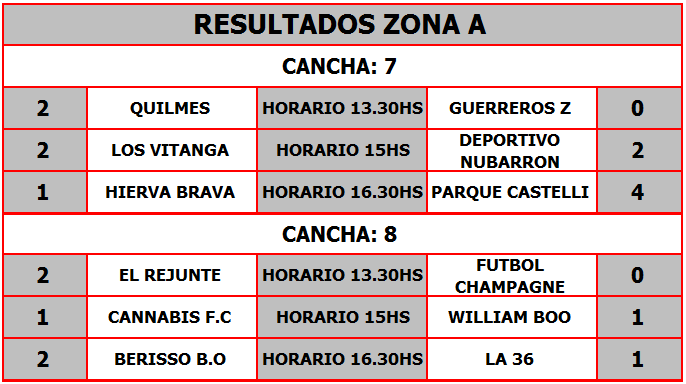 RESULTADOS ZONA A
CANCHA: 7
2 QUILMES HORARIO 13.30HS GUERREROS Z 0
2 LOS VITANGA HORARIO 15HS DEPORTIVO NUBARRON 2
1 HIERVA BRAVA HORARIO 16.30HS PARQUE CASTELLI 4
CANCHA: 8
2 EL REJUNTE HORARIO 13.30HS FUTBOL CHAMPAGNE 0
1 CANNABIS F.C HORARIO 15HS WILLIAM BOO 1
2 BERISSO B.O HORARIO 16.30HS LA 36 1